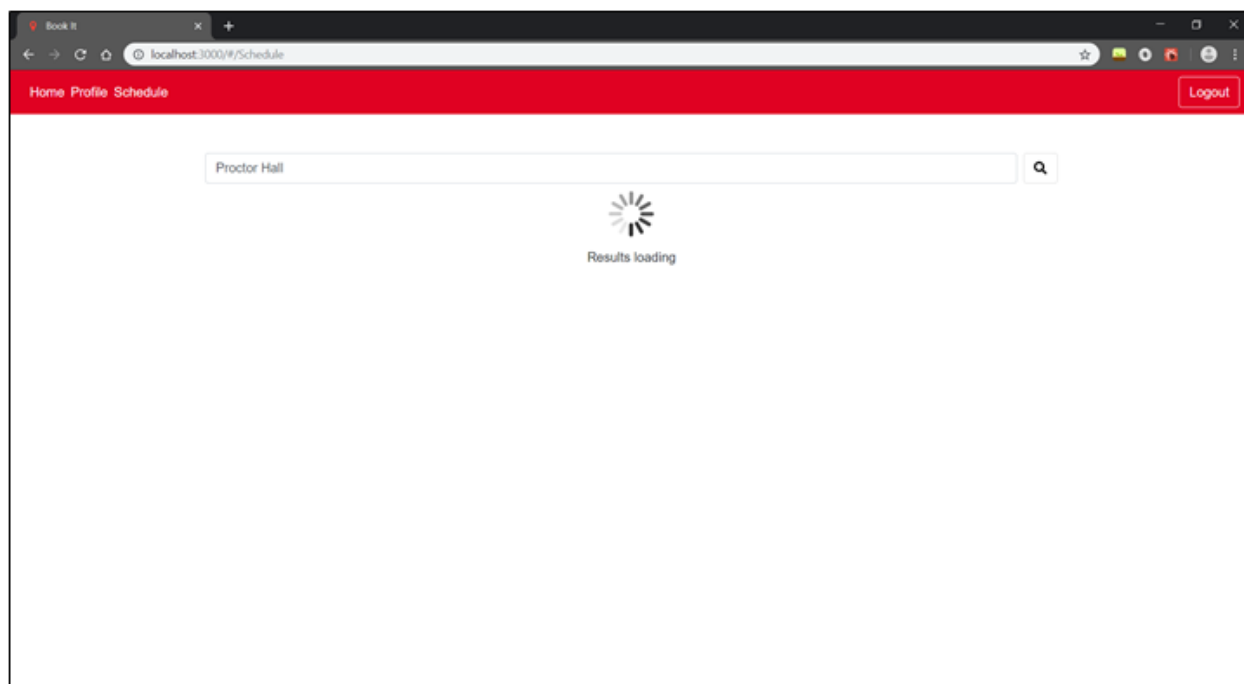 Book It
localhost:3000/#/Schedule
Home Profile Schedule
Logout
Proctor Hall
Results loading